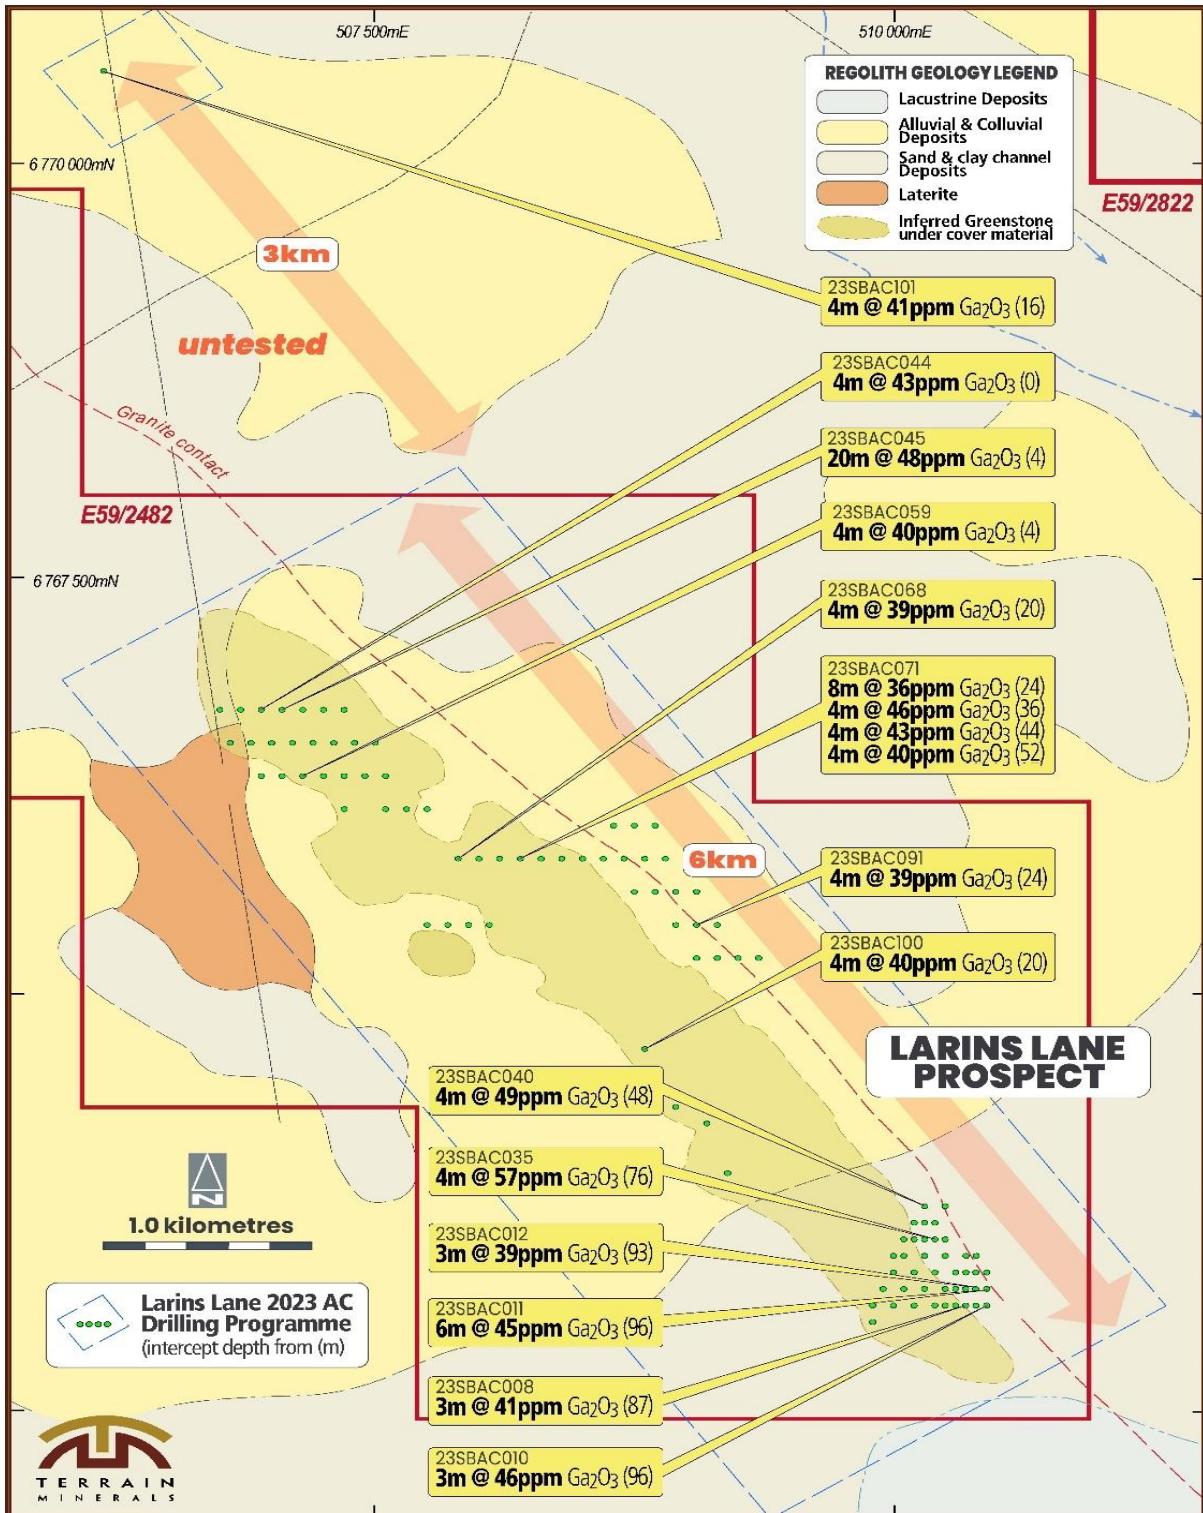 507 500mE
510 000mE
REGOLITH GEOLOGY LEGEND
Lacustrine Deposits
Alluvial & Colluvial
Deposits
Sand & clay channel
Deposits
Laterite
Inferred Greenstone
under cover material
6 770 000mN
E59/2822
3km
untested
23SBAC101
4m @ 41ppm Ga₂O₃ (16)
23SBAC044
4m @ 43ppm Ga₂O₃ (0)
Granite contact
23SBAC045
20m @ 48ppm Ga₂O₃ (4)
E59/2482
23SBAC059
4m @ 40ppm Ga₂O₃ (4)
6 767 500mN
23SBAC068
4m @ 39ppm Ga₂O₃ (20)
23SBAC071
8m @ 36ppm Ga₂O₃ (24)
4m @ 46ppm Ga₂O₃ (36)
4m @ 43ppm Ga₂O₃ (44)
4m @ 40ppm Ga₂O₃ (52)
6km
23SBAC091
4m @ 39ppm Ga₂O₃ (24)
23SBAC100
4m @ 40ppm Ga₂O₃ (20)
LARINS LANE
PROSPECT
23SBAC040
4m @ 49ppm Ga₂O₃ (48)
23SBAC035
4m @ 57ppm Ga₂O₃ (76)
N
1.0 kilometres
23SBAC012
3m @ 39ppm Ga₂O₃ (93)
Larins Lane 2023 AC
Drilling Programme
(intercept depth from (m)
23SBAC011
6m @ 45ppm Ga₂O₃ (96)
23SBAC008
3m @ 41ppm Ga₂O₃ (87)
23SBAC010
3m @ 46ppm Ga₂O₃ (96)
TERRAIN
MINERALS